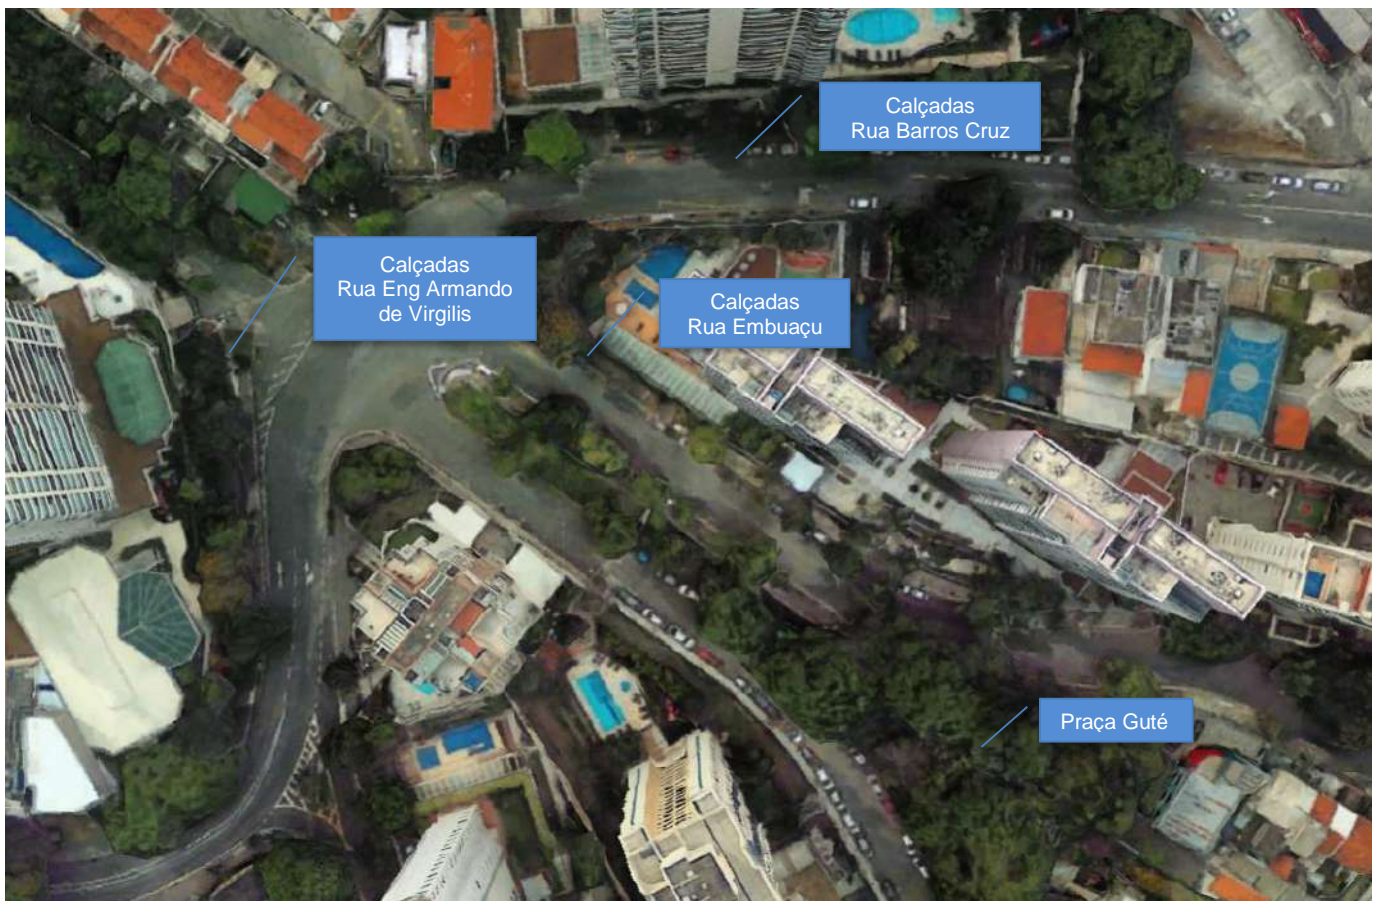 Calçadas
Rua Barros Cruz
Calçadas
Rua Eng Armando
de Virgilis
Calçadas
Rua Embuaçu
Praça Guté